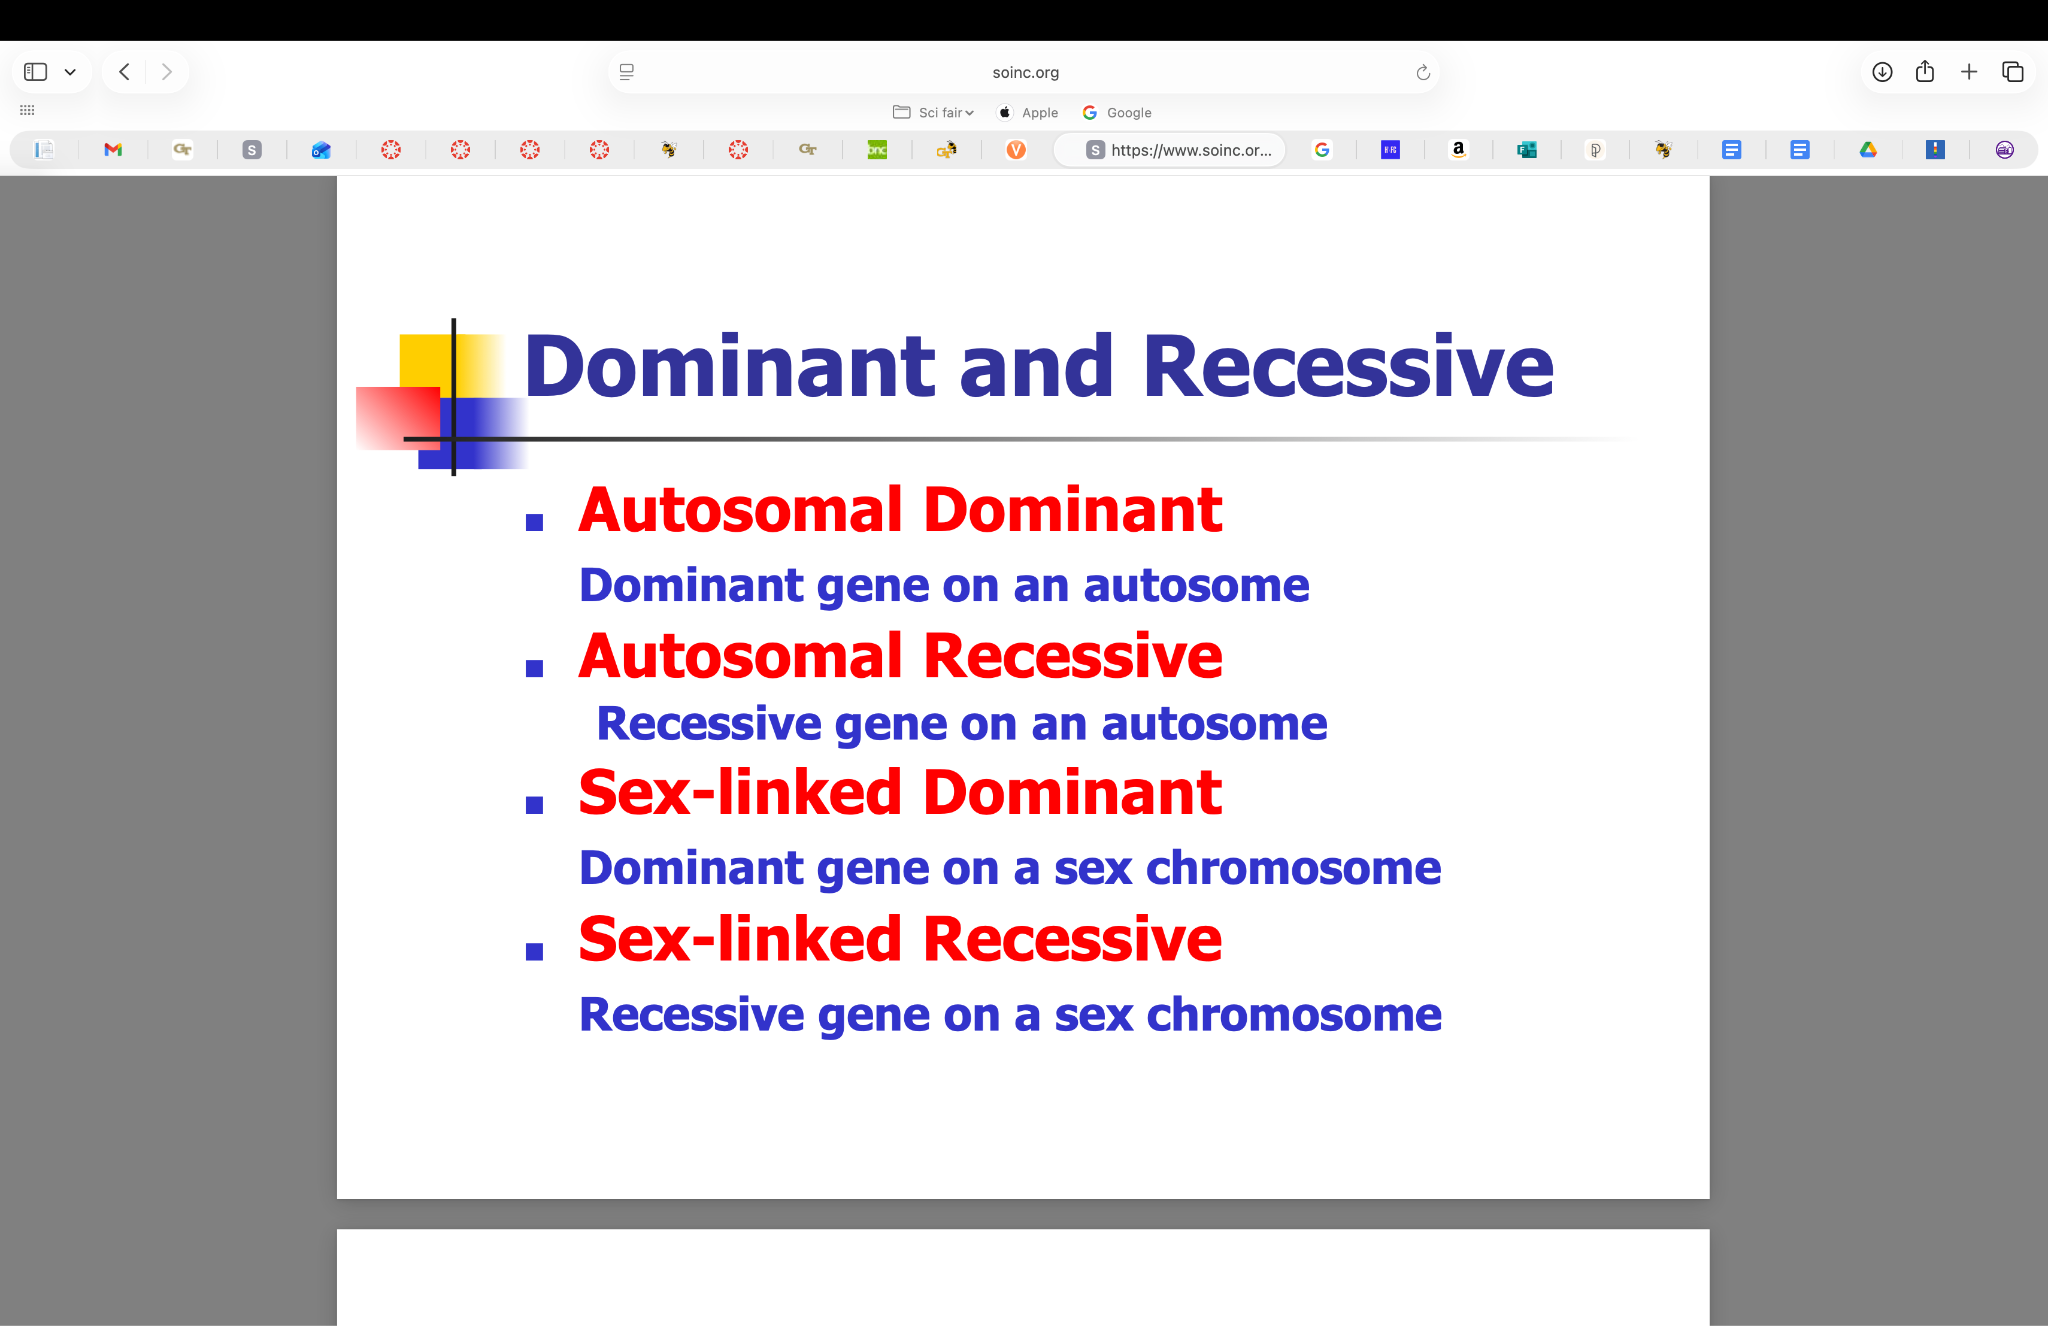 soinc.org
Sci fair
Apple
Google
S
https://www.soinc.or...
Dominant and Recessive
Autosomal Dominant
Dominant gene on an autosome
Autosomal Recessive
Recessive gene on an autosome
Sex-linked Dominant
Dominant gene on a sex chromosome
Sex-linked Recessive
Recessive gene on a sex chromosome